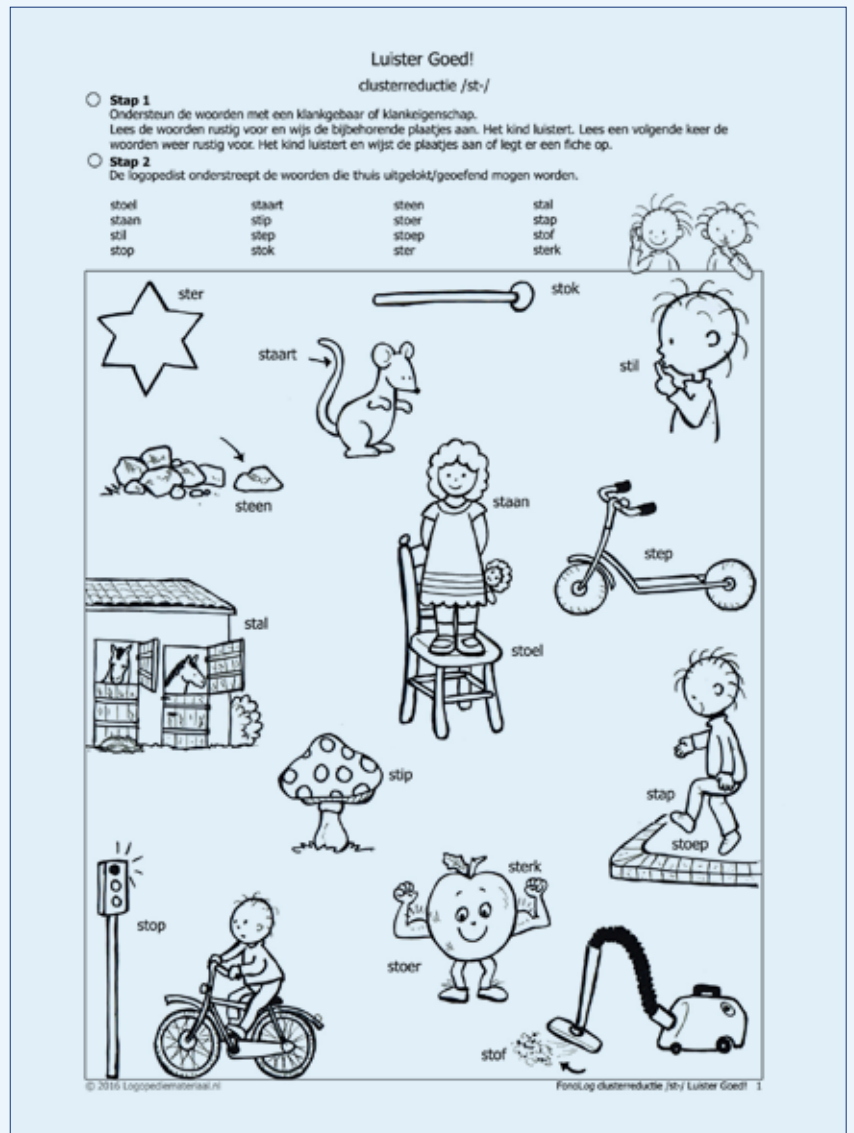 Luister Goed!
clusterreductie /st-/
Stap 1
Ondersteun de woorden met een klankgebaar of klankeigenschap.
Lees de woorden rustig voor en wijs de bijbehorende plaatjes aan. Het kind luistert. Lees een volgende keer de
woorden weer rustig voor. Het kind luistert en wijst de plaatjes aan of legt er een fiche op.
Stap 2
De logopedist onderstreept de woorden die thuis uitgelokt/geoefend mogen worden.
stoel staart steen stal
staan stip stoer stap
stil step stoep stof
stop stok ster sterk
ster
stok
staart
stil
steen
staan
step
stal
stoel
stip
stap
stoep
sterk
stop
stoer
stof
© 2016 Logopediemateriaal.nl
FonoLog clusterreductie /st-/ Luister Goed! 1